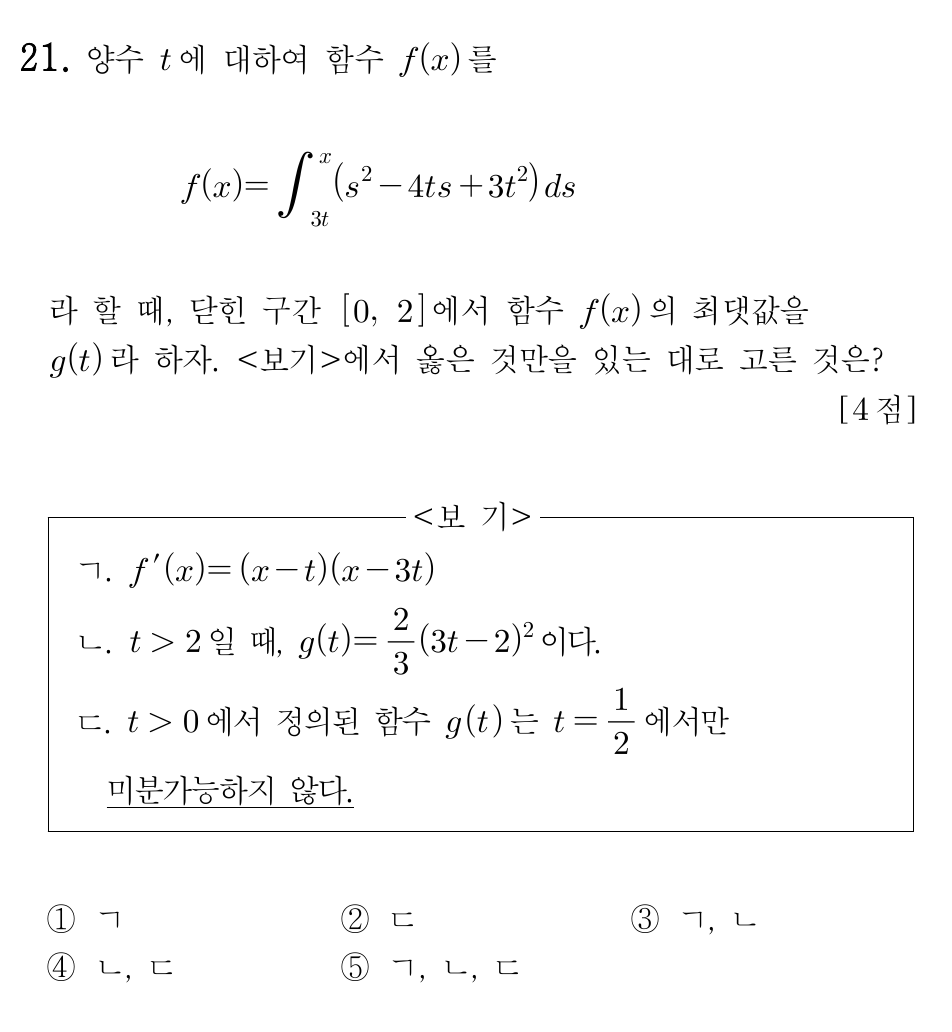 21. 양수 t에 대하여 함수 f(x)를
f(x)=∫_{3t}^{x}(s²-4ts+3t²)ds
라 할 때, 닫힌 구간 [0, 2]에서 함수 f(x)의 최댓값을
g(t)라 하자. <보기>에서 옳은 것만을 있는 대로 고른 것은?
[4점]
<보 기>
ㄱ. f′(x)=(x-t)(x-3t)
ㄴ. t>2일 때, g(t)=\frac{2}{3}(3t-2)²이다.
ㄷ. t>0에서 정의된 함수 g(t)는 t=\frac{1}{2}에서만
미분가능하지 않다.
① ㄱ ② ㄷ ③ ㄱ, ㄴ
④ ㄴ, ㄷ ⑤ ㄱ, ㄴ, ㄷ